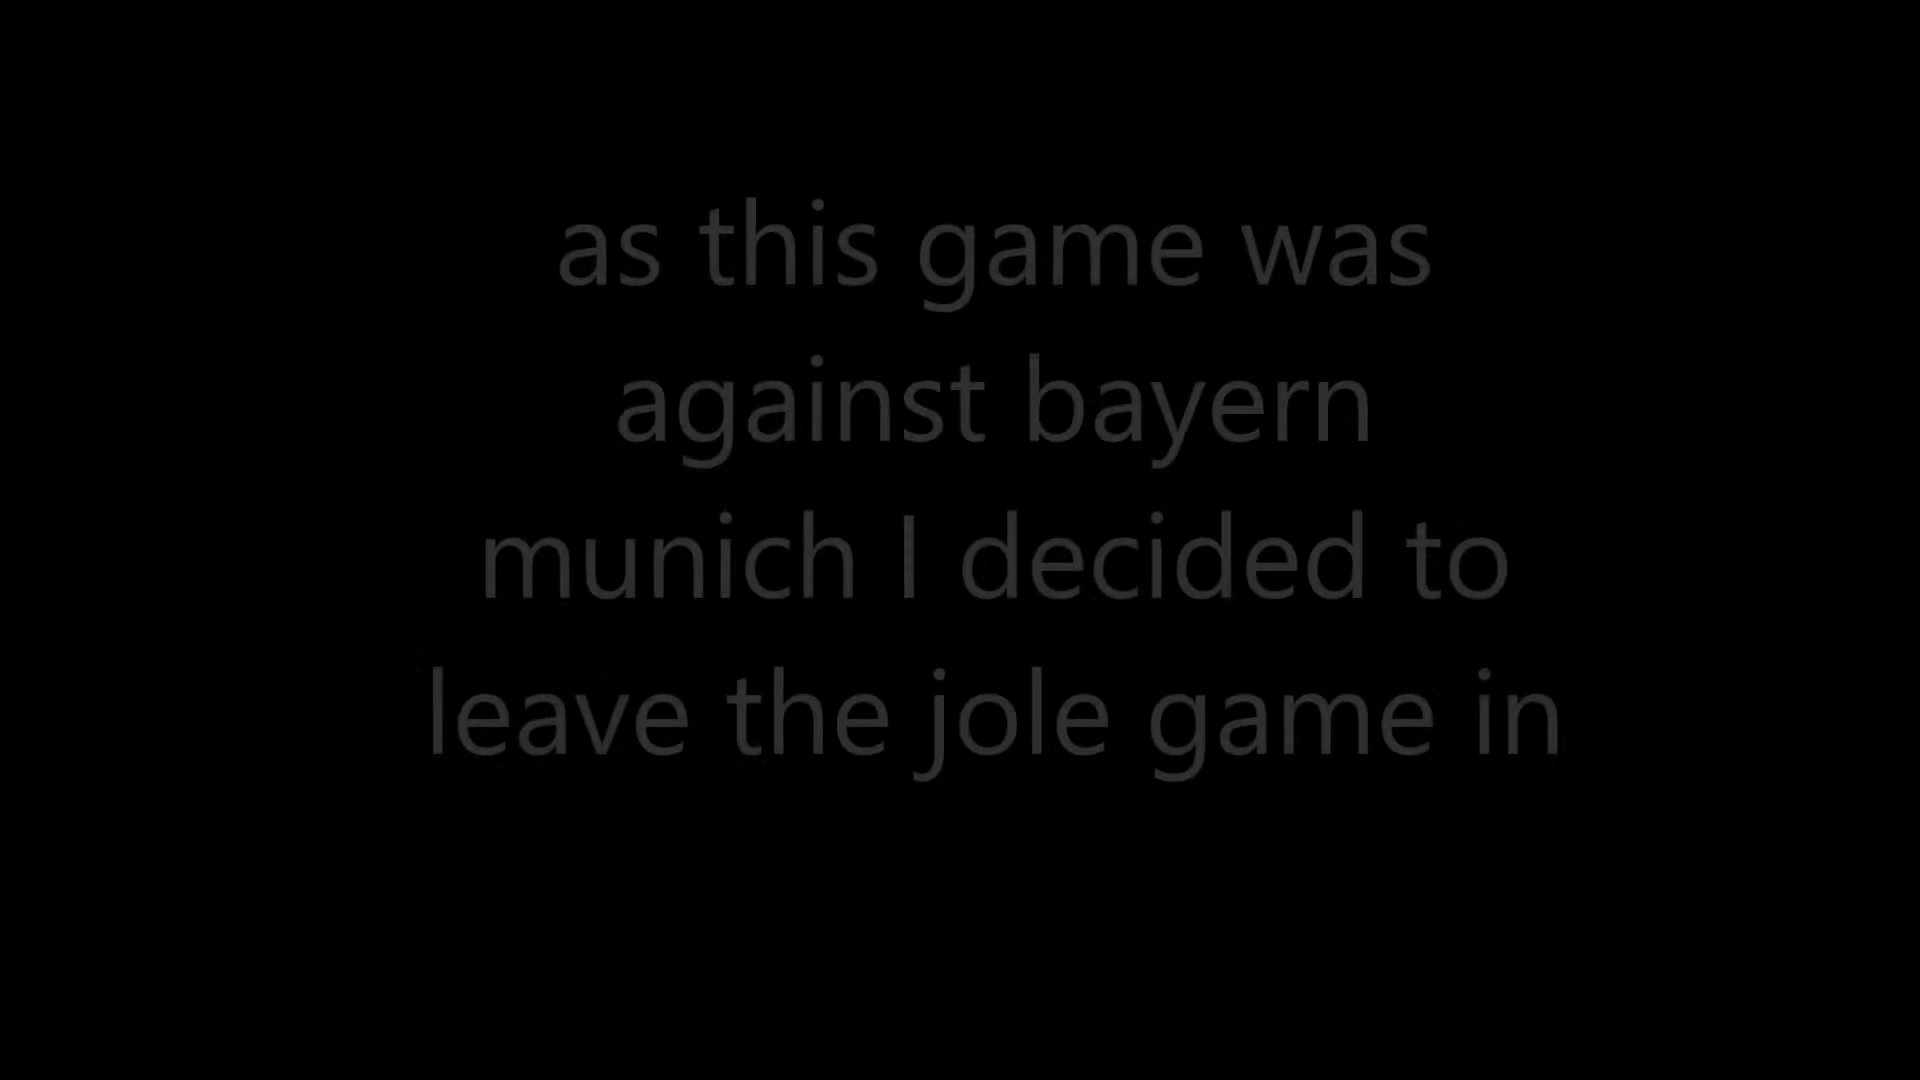 as this game was
against bayern
munich I decided to
leave the jole game in